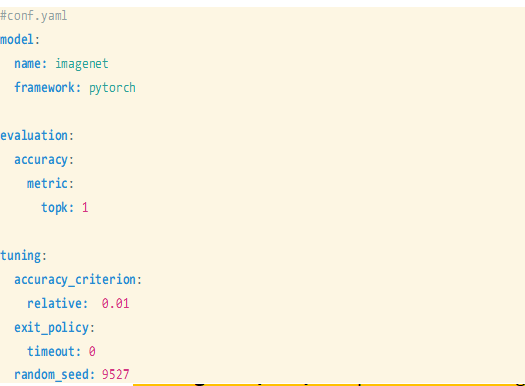 #conf.yaml
model:
  name: imagenet
  framework: pytorch

evaluation:
  accuracy:
    metric:
      topk: 1

tuning:
  accuracy_criterion:
    relative:  0.01
  exit_policy:
    timeout: 0
  random_seed: 9527